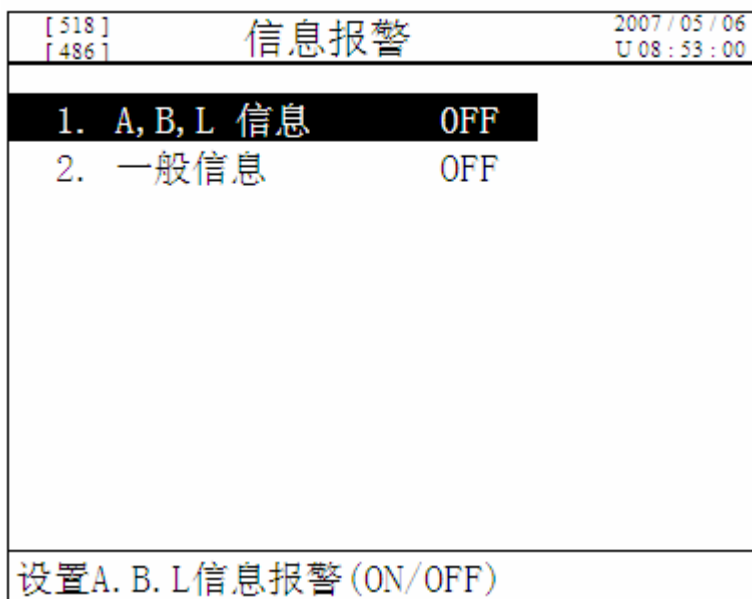 [ 518 ]
[ 486 ]
信息报警
2007 / 05 / 06
U 08 : 53 : 00
1. A,B,L 信息 OFF
2. 一般信息 OFF
设置A.B.L信息报警(ON/OFF)